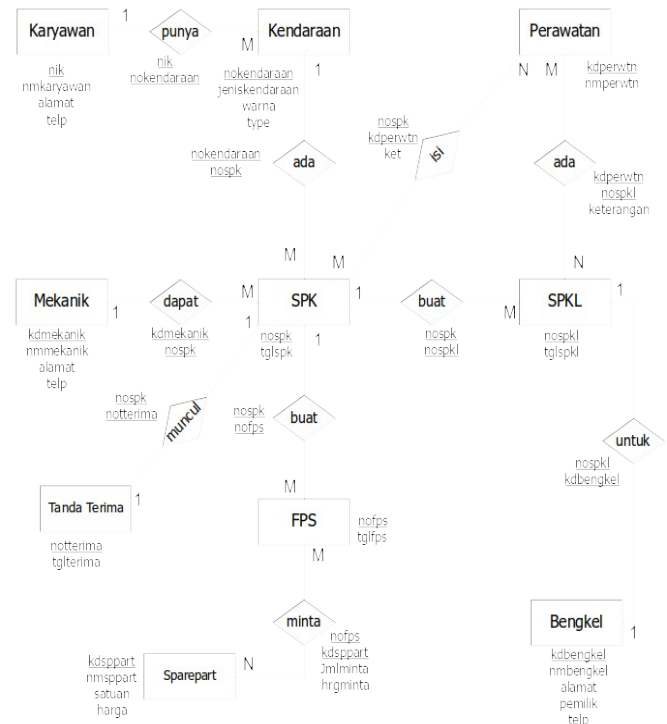 Karyawan
1
punya
M
Kendaraan
Perawatan
nik
nmkaryawan
alamat
telp
nik
nokendaraan
nokendaraan
jeniskendaraan
warna
type
1
N
M
kdperwtn
nmperwtn
nokendaraan
nospk
ada
nospk
kdperwtn
ket
isi
ada
kdperwtn
nospkl
keterangan
M
M
N
Mekanik
1
dapat
M
SPK
1
buat
M
SPKL
1
kdmekanik
nmmekanik
alamat
telp
kdmekanik
nospk
1
nospk
tglspk
1
nospk
nospkl
nospkl
tglspkl
nospk
notterima
muncul
nospk
nofps
buat
untuk
nospkl
kdbengkel
Tanda Terima
1
notterima
tglterima
M
FPS
nofps
tglfps
M
minta
nofps
kdsppart
Jmlminta
hrgminta
kdsppart
nmsppart
satuan
harga
Sparepart
N
Bengkel
1
kdbengkel
nmbengkel
alamat
pemilik
telp